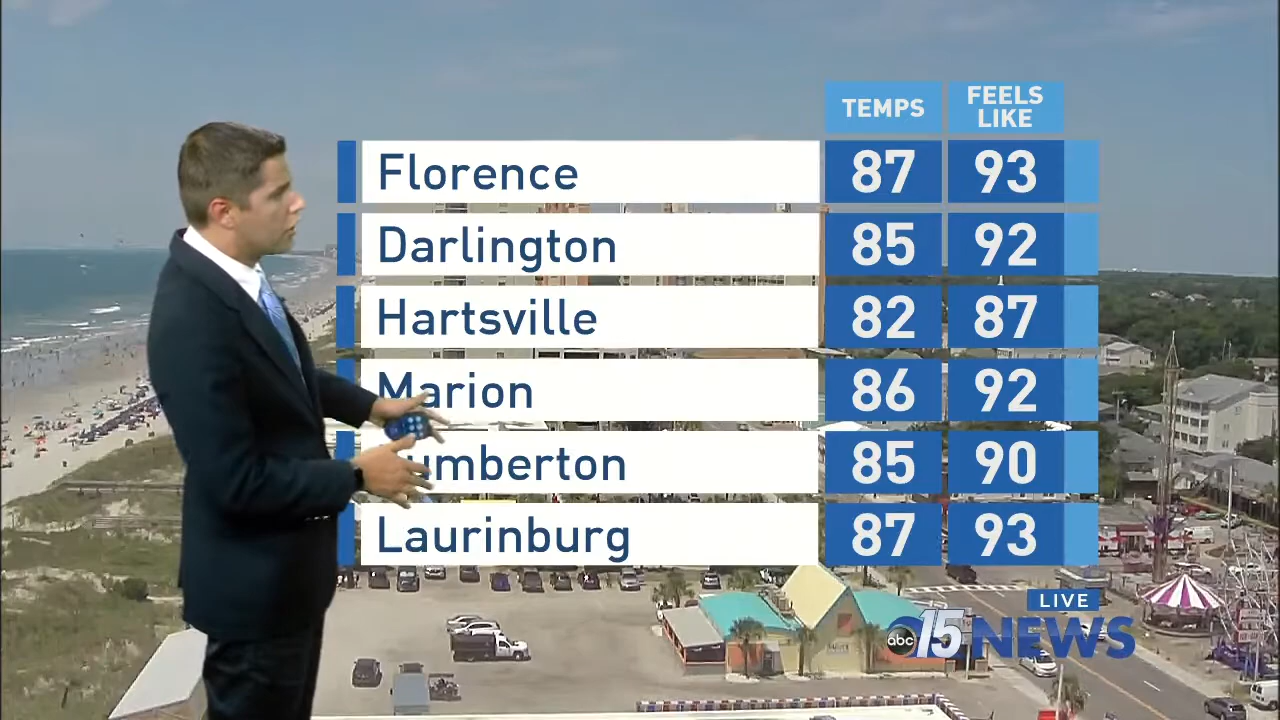 TEMPS
FEELS
LIKE
Florence 87 93
Darlington 85 92
Hartsville 82 87
Marion 86 92
umberton 85 90
Laurinburg 87 93
LIVE
abc 15 NEWS